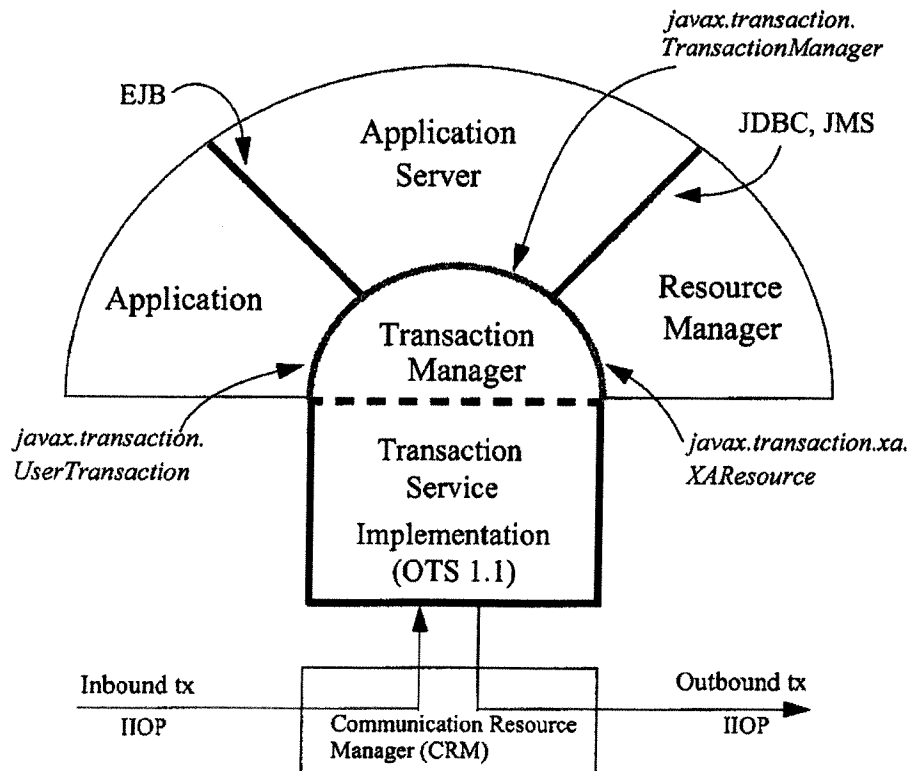 javax.transaction.
TransactionManager
EJB
JDBC, JMS
Application
Server
Application
Resource
Manager
Transaction
Manager
javax.transaction.
UserTransaction
javax.transaction.xa.
XAResource
Transaction
Service
Implementation
(OTS 1.1)
Inbound tx
IIOP
Communication Resource
Manager (CRM)
Outbound tx
IIOP